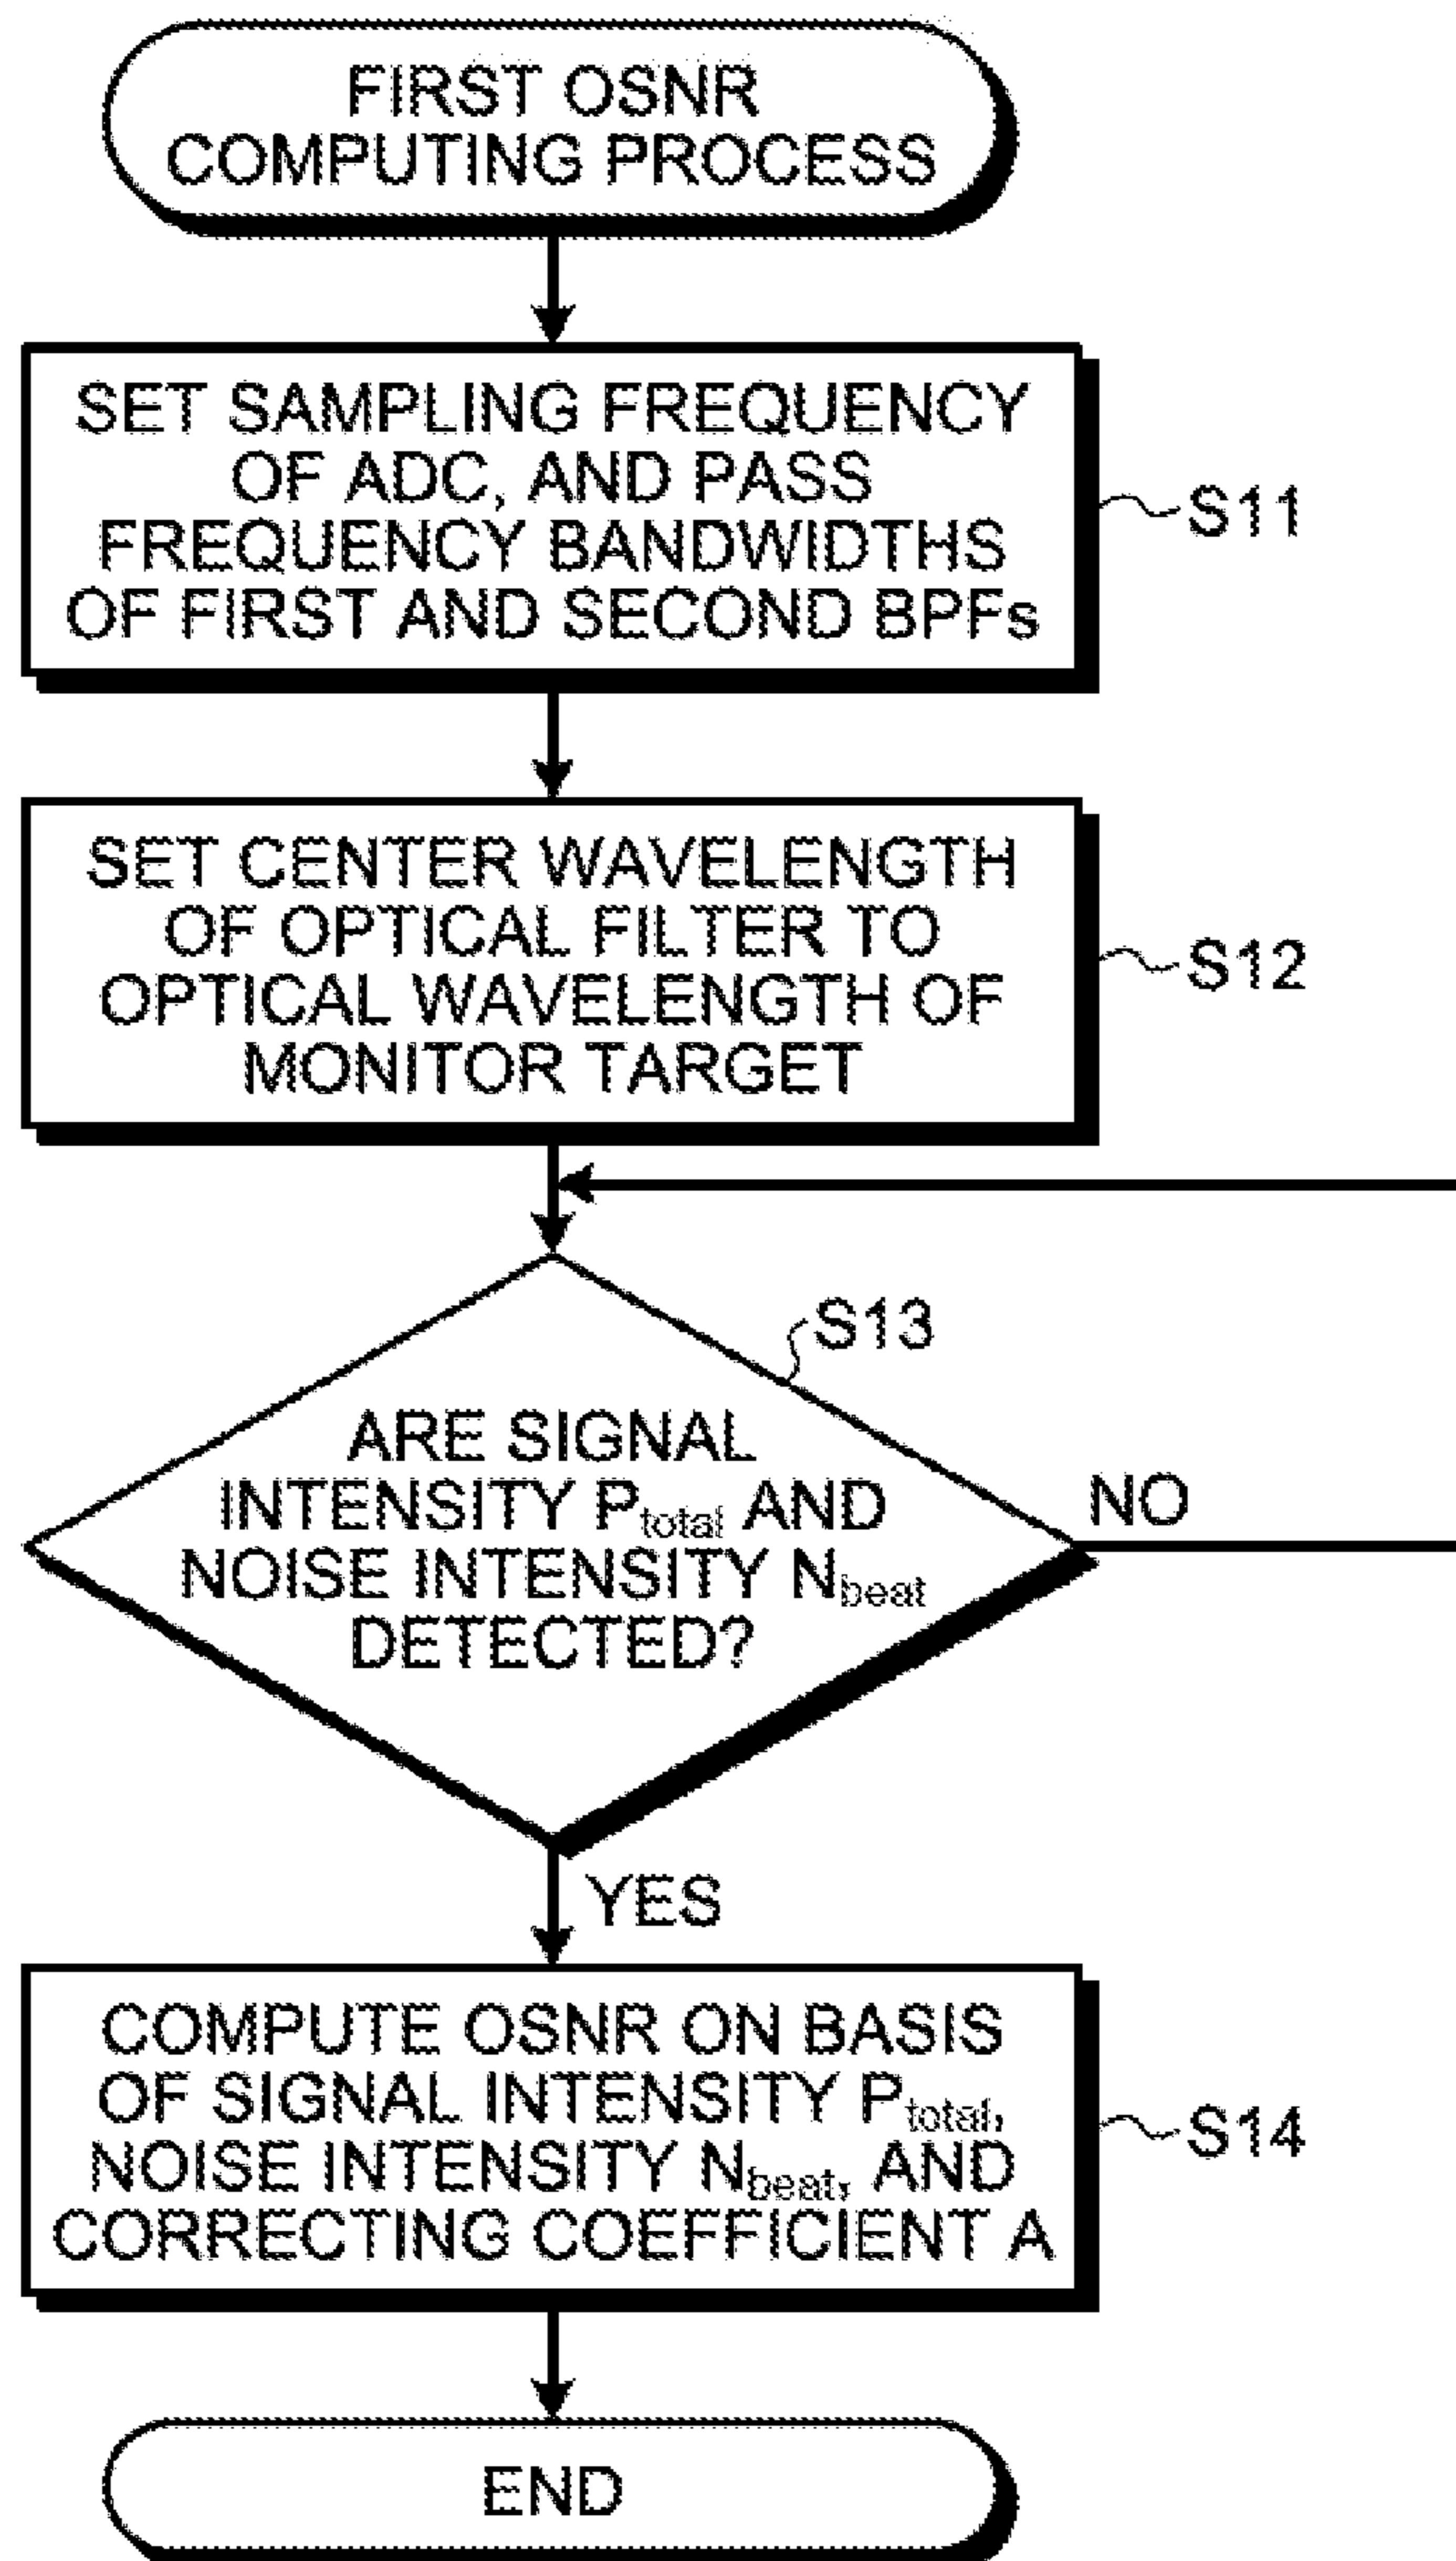 FIRST OSNR
COMPUTING PROCESS
SET SAMPLING FREQUENCY
OF ADC, AND PASS
FREQUENCY BANDWIDTHS
OF FIRST AND SECOND BPFs
S11
SET CENTER WAVELENGTH
OF OPTICAL FILTER TO
OPTICAL WAVELENGTH OF
MONITOR TARGET
S12
S13
ARE SIGNAL
INTENSITY Ptotal AND
NOISE INTENSITY Nbeat
DETECTED?
NO
YES
COMPUTE OSNR ON BASIS
OF SIGNAL INTENSITY Ptotal,
NOISE INTENSITY Nbeat, AND
CORRECTING COEFFICIENT A
S14
END